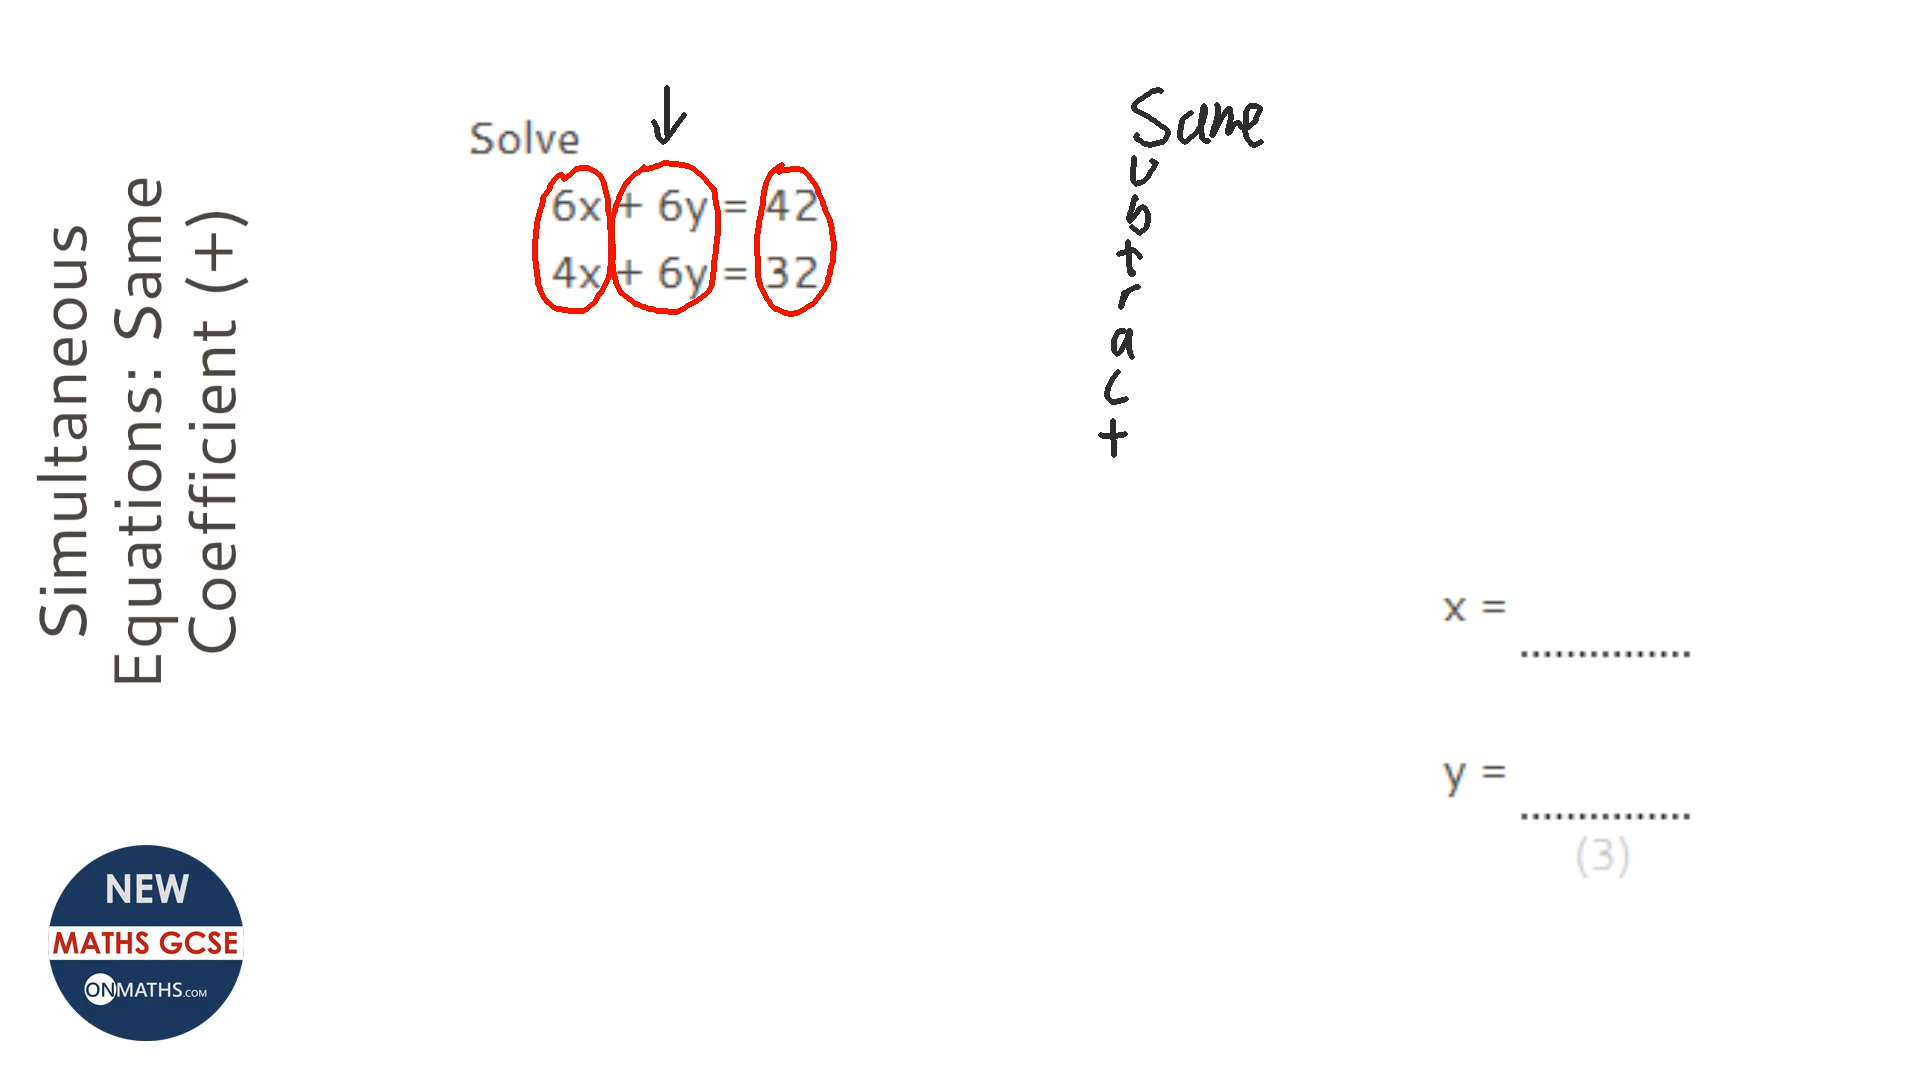 Simultaneous
Equations: Same
Coefficient (+)
Solve
6x + 6y = 42
4x + 6y = 32
Same
u
b
t
r
a
c
t
x =
...............
y =
...............
(3)
NEW
MATHS GCSE
ONMATHS.COM